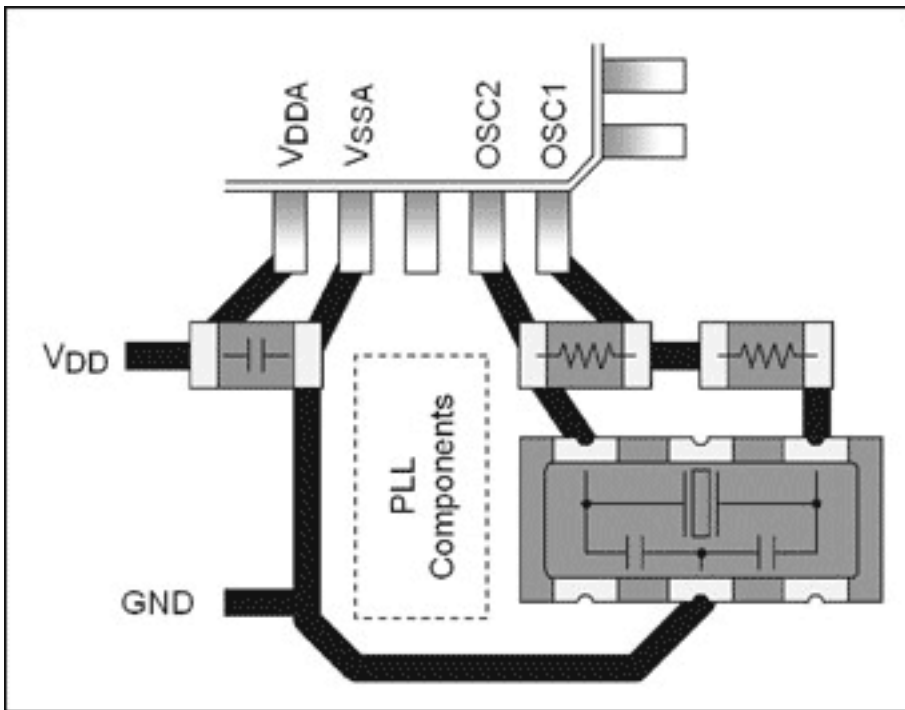 VDDA
VSSA
OSC2
OSC1
VDD
PLL
Components
GND